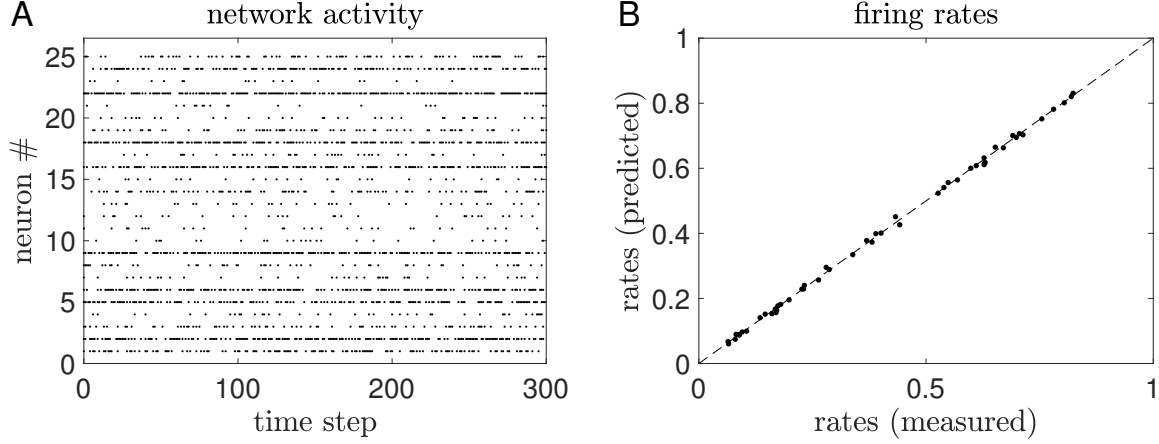 A
network activity
25
20
15
10
5
0
neuron #
0
100
200
300
time step
B
firing rates
1
0.8
0.6
0.4
0.2
0
rates (predicted)
0
0.5
1
rates (measured)